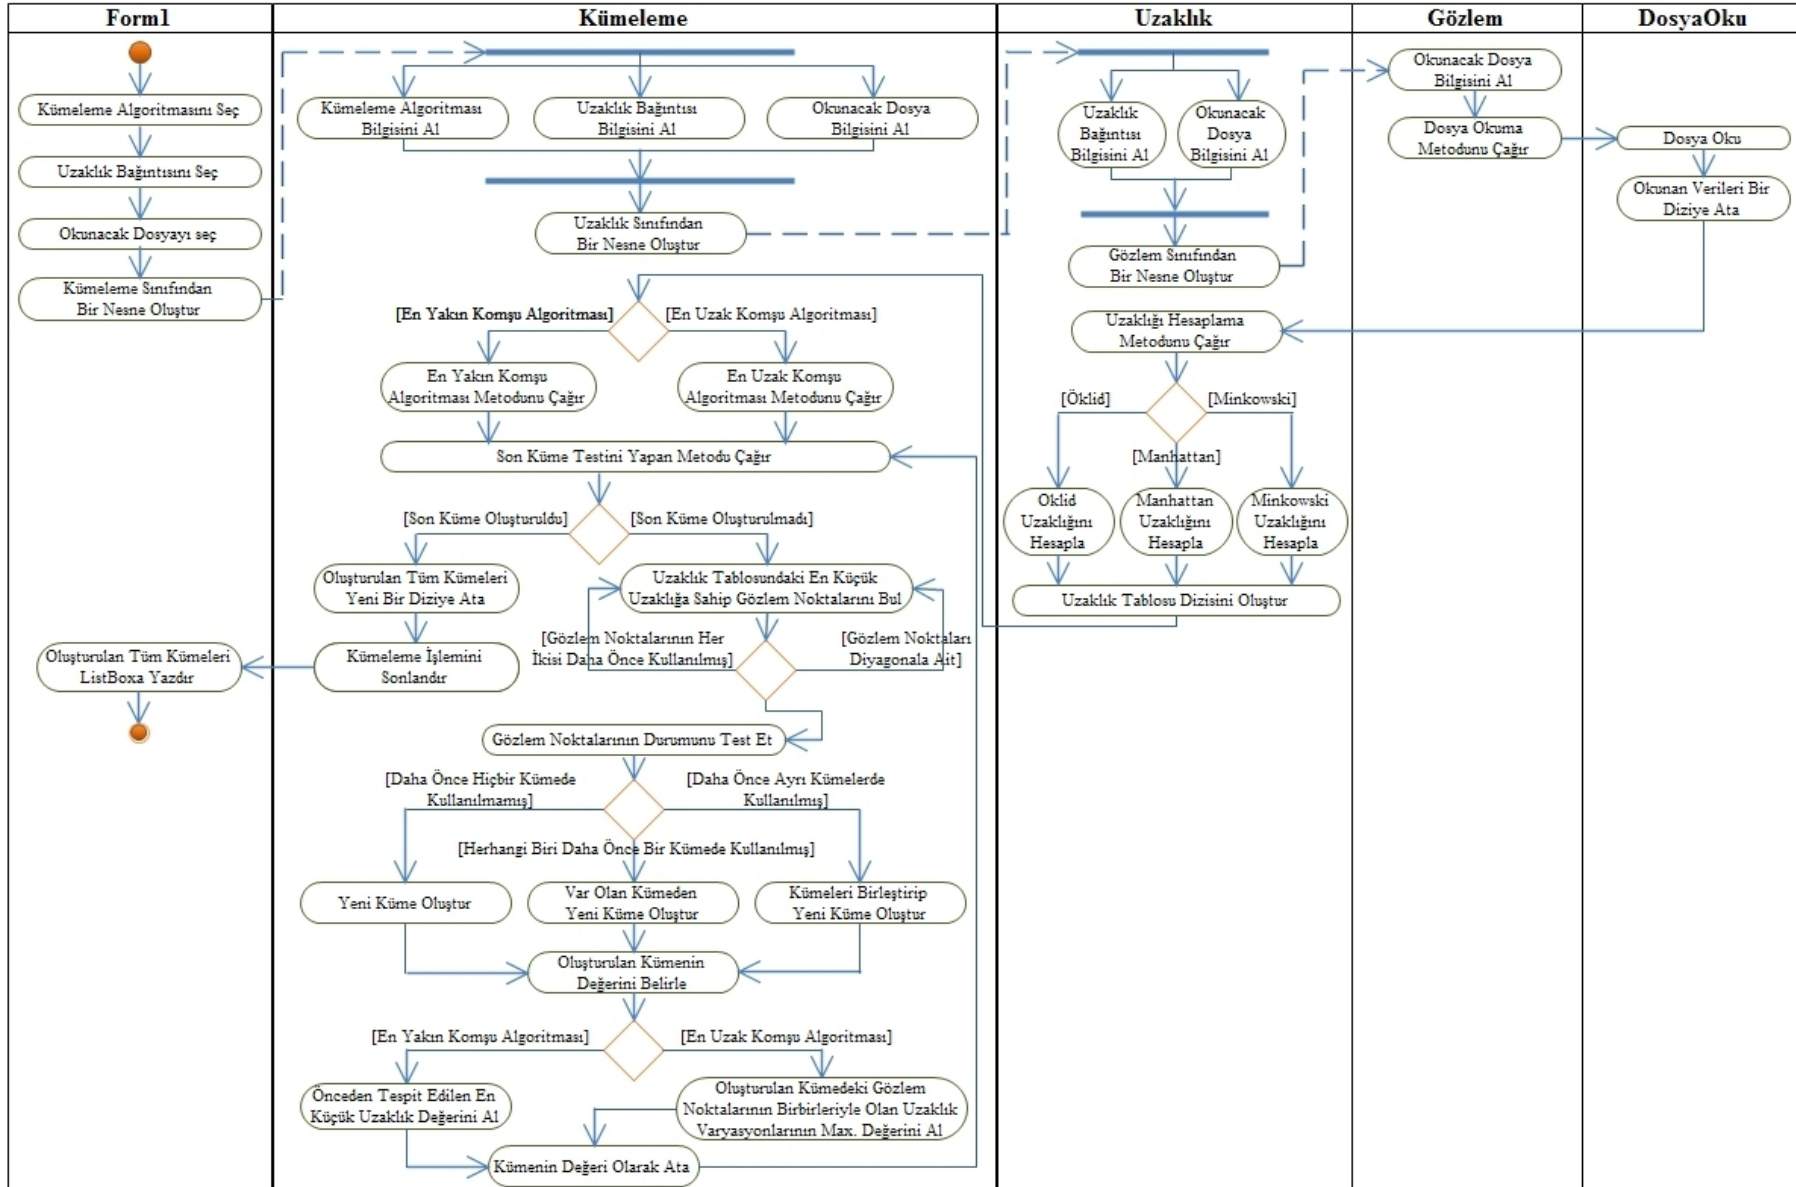 Form1
Kümeleme
Uzaklık
Gözlem
DosyaOku
Kümeleme Algoritmasını Seç
Uzaklık Bağıntısını Seç
Okunacak Dosyayı seç
Kümeleme Sınıfından
Bir Nesne Oluştur
Oluşturulan Tüm Kümeleri
ListBoxa Yazdır
Kümeleme Algoritması
Bilgisini Al
Uzaklık Bağıntısı
Bilgisini Al
Okunacak Dosya
Bilgisini Al
Uzaklık Sınıfından
Bir Nesne Oluştur
[En Yakın Komşu Algoritması]
[En Uzak Komşu Algoritması]
En Yakın Komşu
Algoritması Metodunu Çağır
En Uzak Komşu
Algoritması Metodunu Çağır
Son Küme Testini Yapan Metodu Çağır
[Son Küme Oluşturuldu]
[Son Küme Oluşturulmadı]
Oluşturulan Tüm Kümeleri
Yeni Bir Diziye Ata
Uzaklık Tablosundaki En Küçük
Uzaklığa Sahip Gözlem Noktalarını Bul
[Gözlem Noktalarının Her
İkisi Daha Önce Kullanılmış]
[Gözlem Noktaları
Diyagonala Ait]
Kümeleme İşlemini
Sonlandır
Gözlem Noktalarının Durumunu Test Et
[Daha Önce Hiçbir Kümede
Kullanılmamış]
[Daha Önce Ayrı Kümelerde
Kullanılmış]
[Herhangi Biri Daha Önce Bir Kümede Kullanılmış]
Yeni Küme Oluştur
Var Olan Kümeden
Yeni Küme Oluştur
Kümeleri Birleştirip
Yeni Küme Oluştur
Oluşturulan Kümenin
Değerini Belirle
[En Yakın Komşu Algoritması]
[En Uzak Komşu Algoritması]
Önceden Tespit Edilen En
Küçük Uzaklık Değerini Al
Oluşturulan Kümedeki Gözlem
Noktalarının Birbirleriyle Olan Uzaklık
Varyasyonlarının Max. Değerini Al
Kümenin Değeri Olarak Ata
Uzaklık
Bağıntısı
Bilgisini Al
Okunacak
Dosya
Bilgisini Al
Gözlem Sınıfından
Bir Nesne Oluştur
Uzaklığı Hesaplama
Metodunu Çağır
[Öklid]
[Minkowski]
[Manhattan]
Oklid
Uzaklığını
Hesapla
Manhattan
Uzaklığını
Hesapla
Minkowski
Uzaklığını
Hesapla
Uzaklık Tablosu Dizisini Oluştur
Okunacak Dosya
Bilgisini Al
Dosya Okuma
Metodunu Çağır
Dosya Oku
Okunan Verileri Bir
Diziye Ata